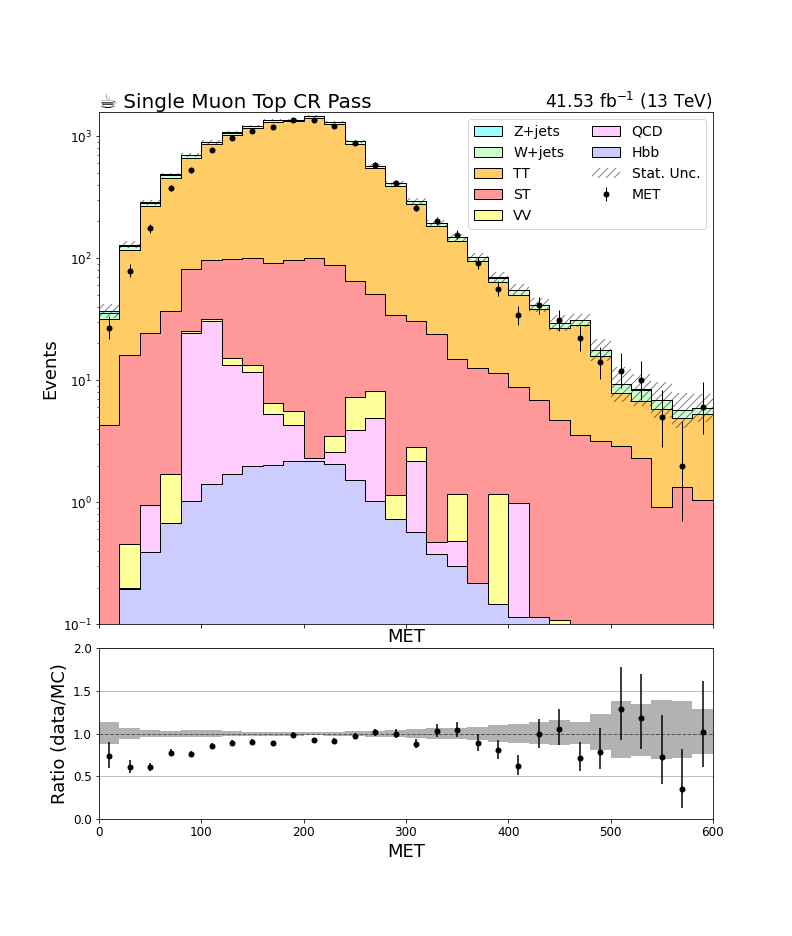 ☕ Single Muon Top CR Pass
41.53 fb⁻¹ (13 TeV)
Z+jets
W+jets
TT
ST
VV
QCD
Hbb
Stat. Unc.
MET
Events
10³
10²
10¹
10⁰
10⁻¹
MET
Ratio (data/MC)
2.0
1.5
1.0
0.5
0.0
0 100 200 300 400 500 600
MET